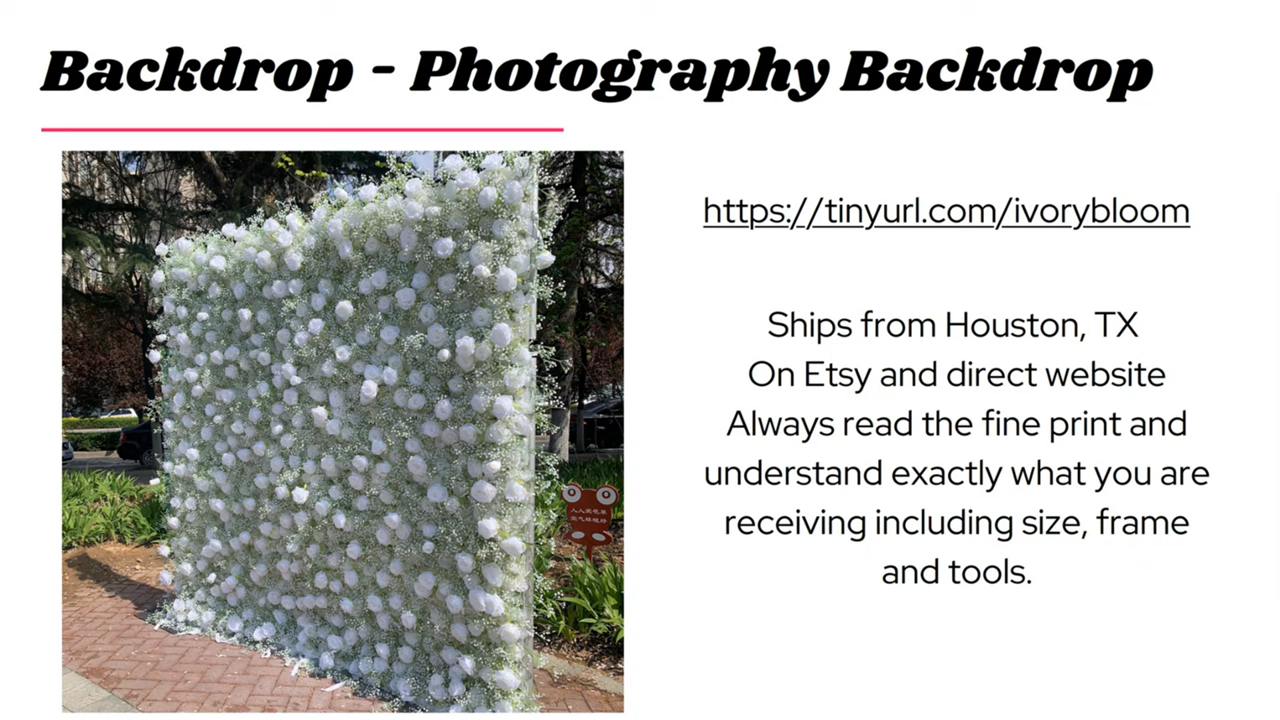 Backdrop - Photography Backdrop
https://tinyurl.com/ivorybloom
Ships from Houston, TX
On Etsy and direct website
Always read the fine print and
understand exactly what you are
receiving including size, frame
and tools.